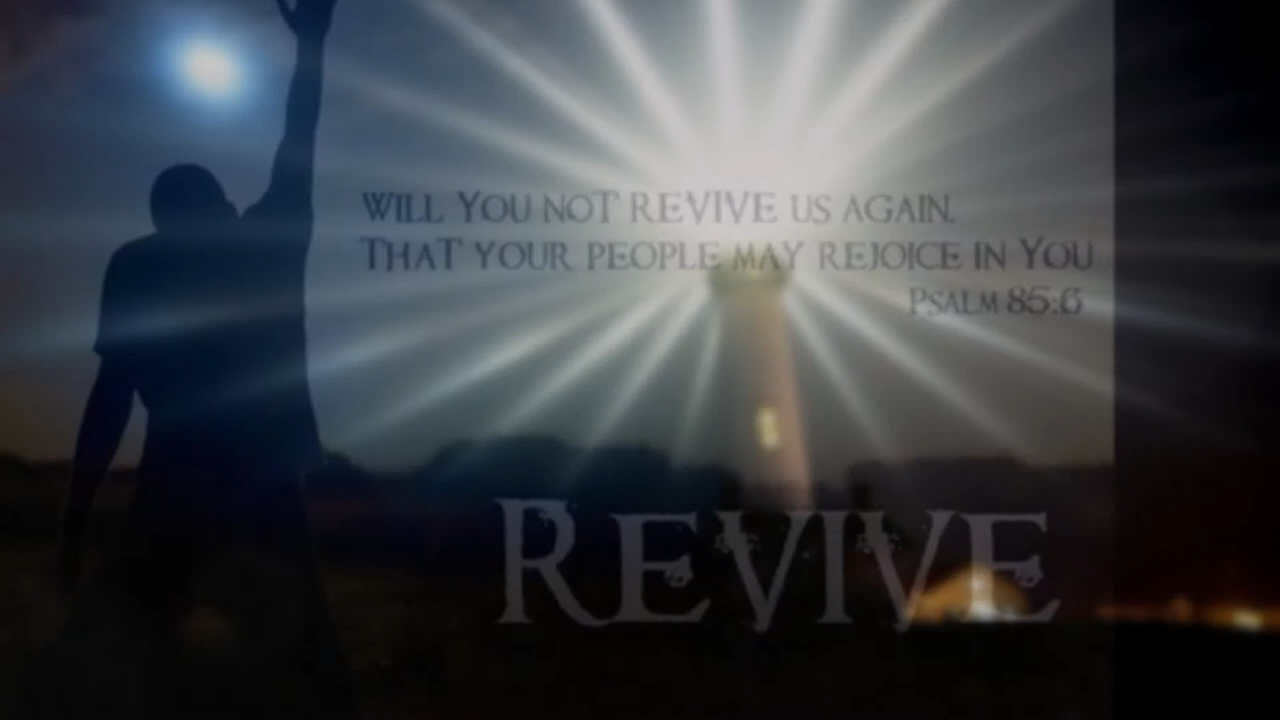 WILL YOU NOT REVIVE US AGAIN.
THAT YOUR PEOPLE MAY REJOICE IN YOU
PSALM 85:6
REVIVE